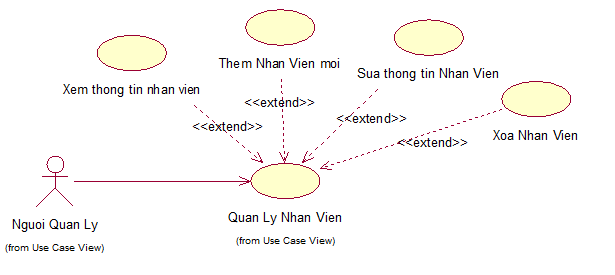 Xem thong tin nhan vien
Them Nhan Vien moi
Sua thong tin Nhan Vien
Xoa Nhan Vien
<<extend>>
<<extend>>
<<extend>>
<<extend>>
Nguoi Quan Ly
(from Use Case View)
Quan Ly Nhan Vien
(from Use Case View)